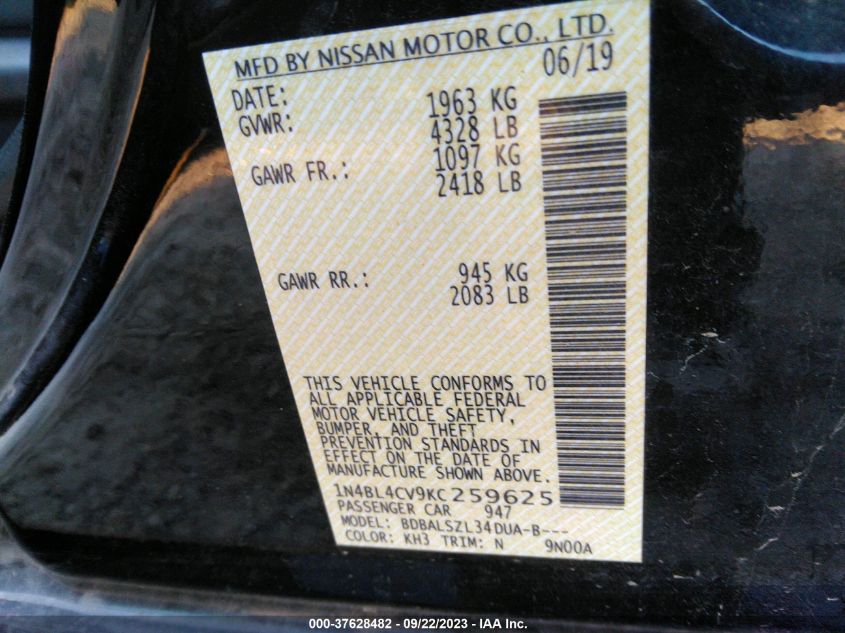 MFD BY NISSAN MOTOR CO., LTD.
DATE: 06/19
GVWR: 1963 KG
4328 LB
GAWR FR.: 1097 KG
2418 LB
GAWR RR.: 945 KG
2083 LB
THIS VEHICLE CONFORMS TO
ALL APPLICABLE FEDERAL
MOTOR VEHICLE SAFETY,
BUMPER, AND THEFT
PREVENTION STANDARDS IN
EFFECT ON THE DATE OF
MANUFACTURE SHOWN ABOVE.
1N4BL4CV9KC259625
PASSENGER CAR 947
MODEL: BDBALSZL34DUA-B---
COLOR: KH3 TRIM: N 9N00A
000-37628482 - 09/22/2023 - IAA Inc.